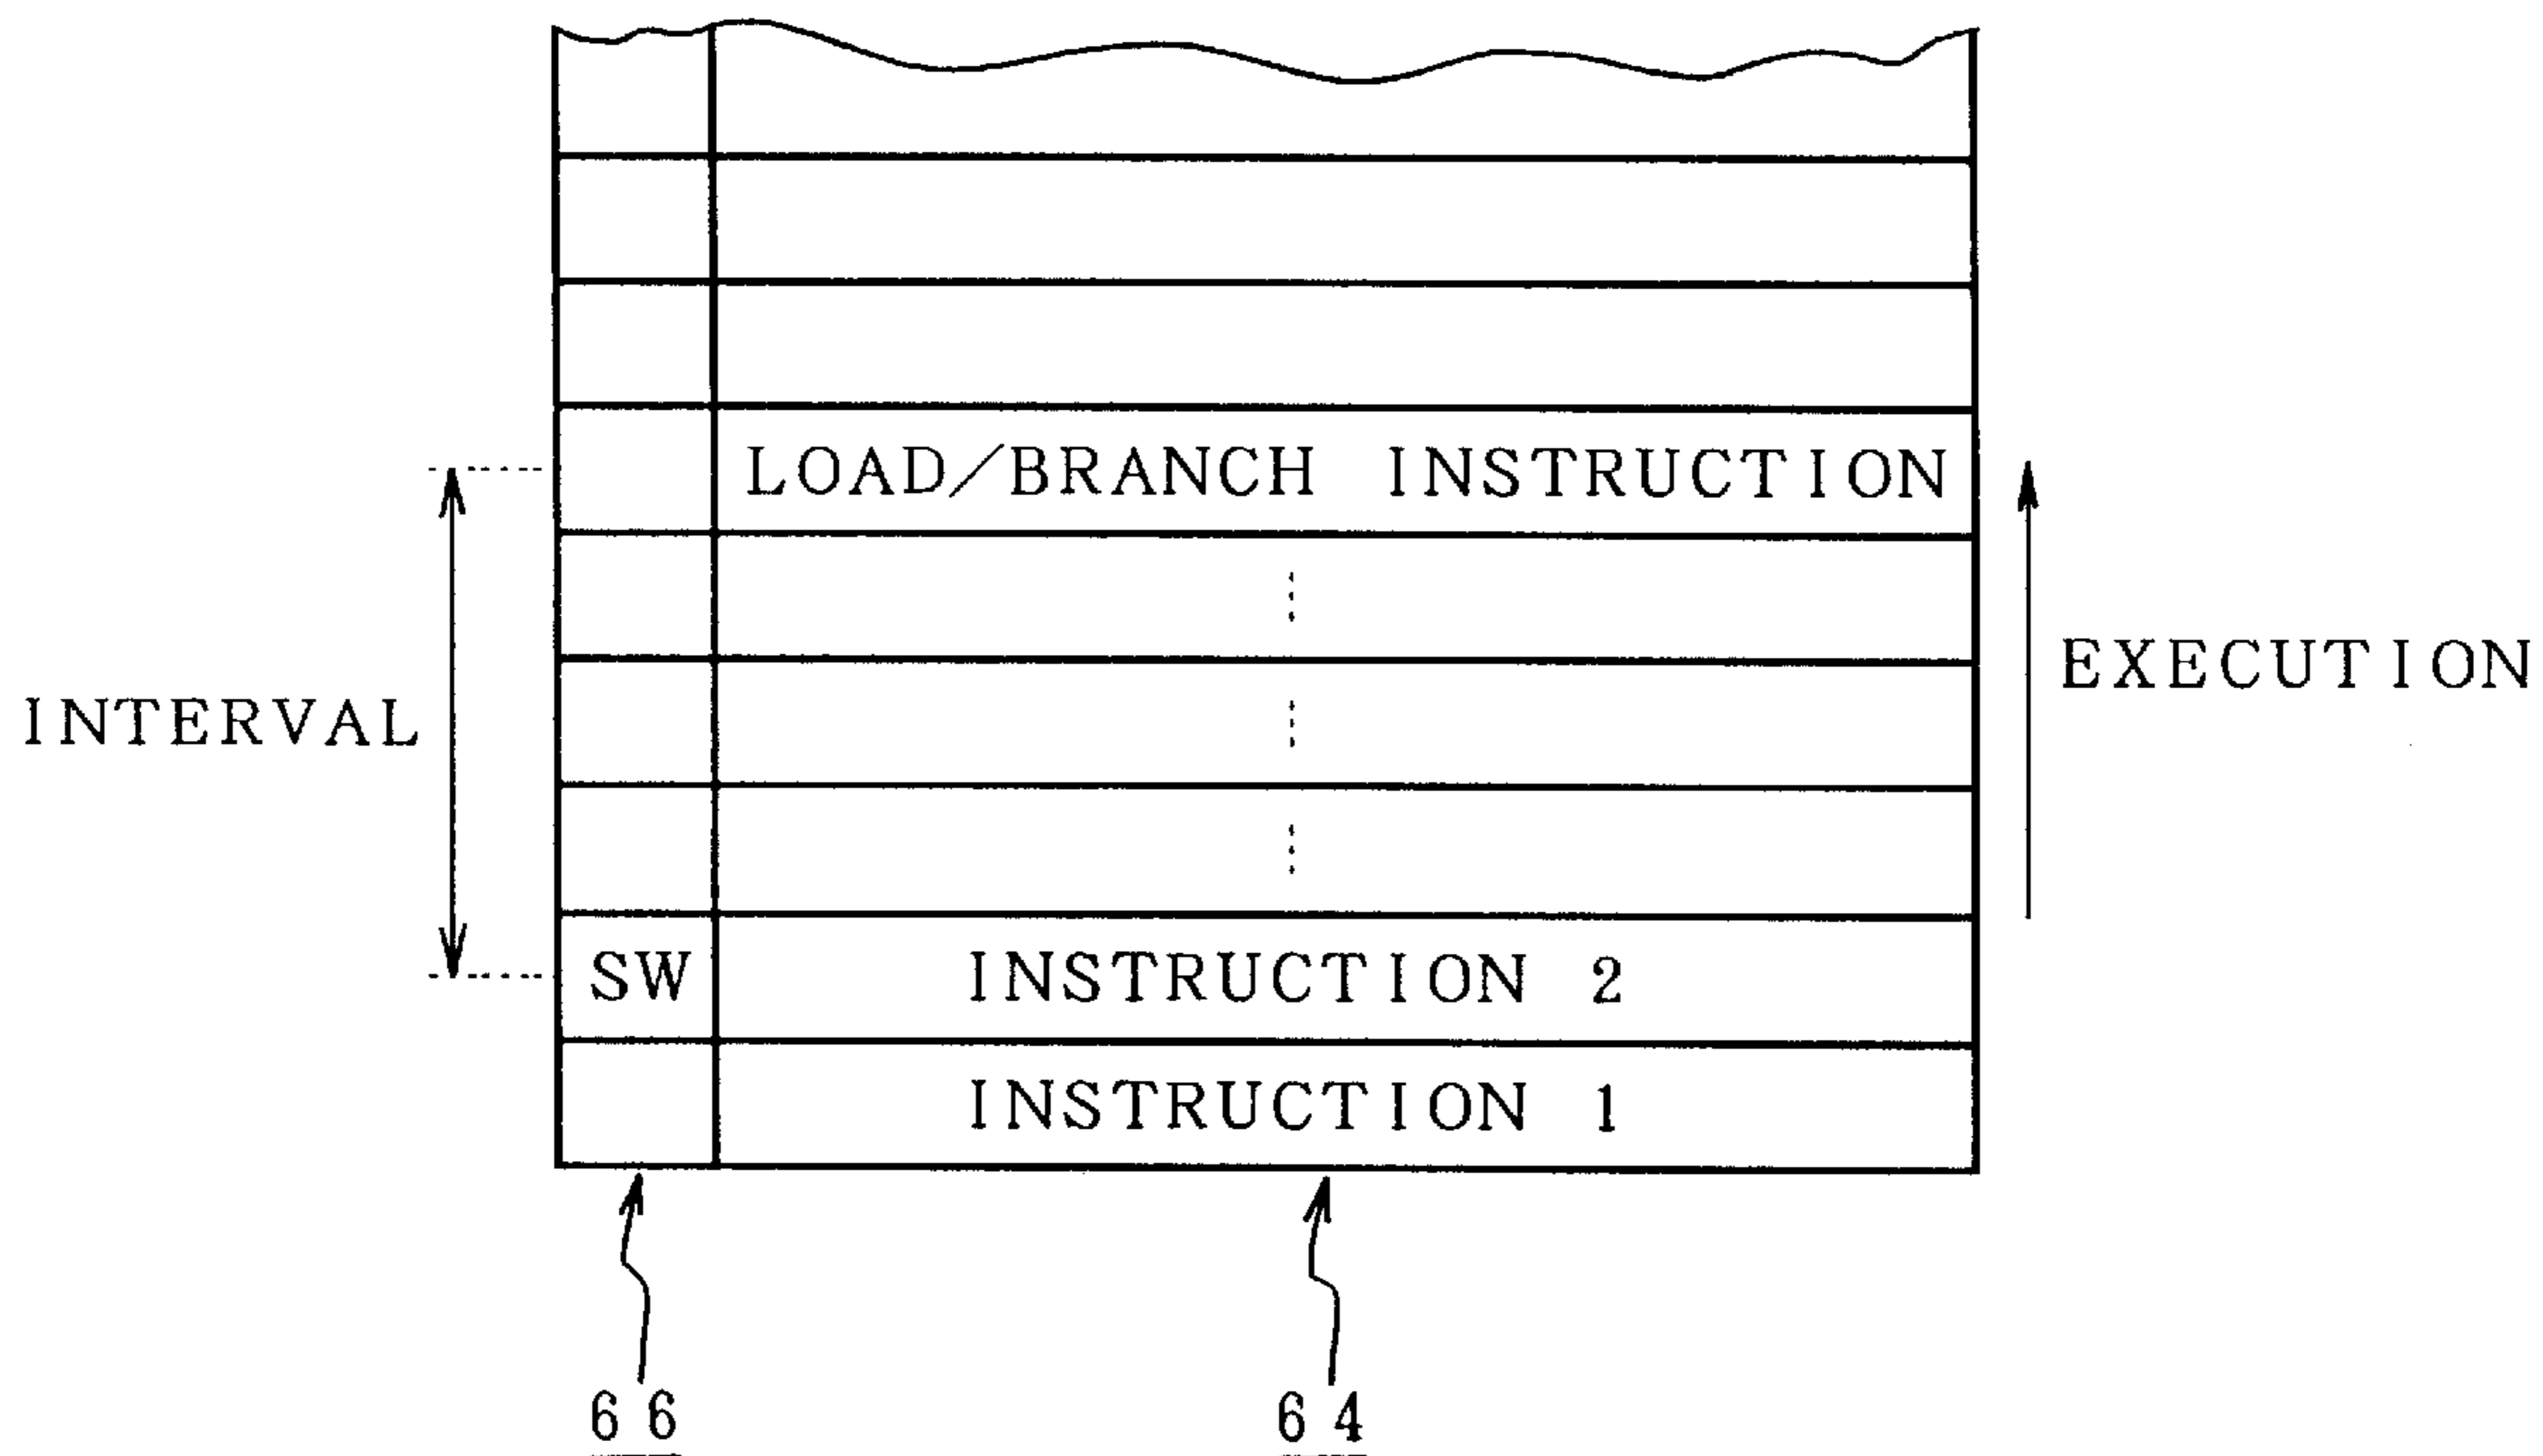 LOAD/BRANCH INSTRUCTION
EXECUTION
INTERVAL
SW INSTRUCTION 2
INSTRUCTION 1
66 64